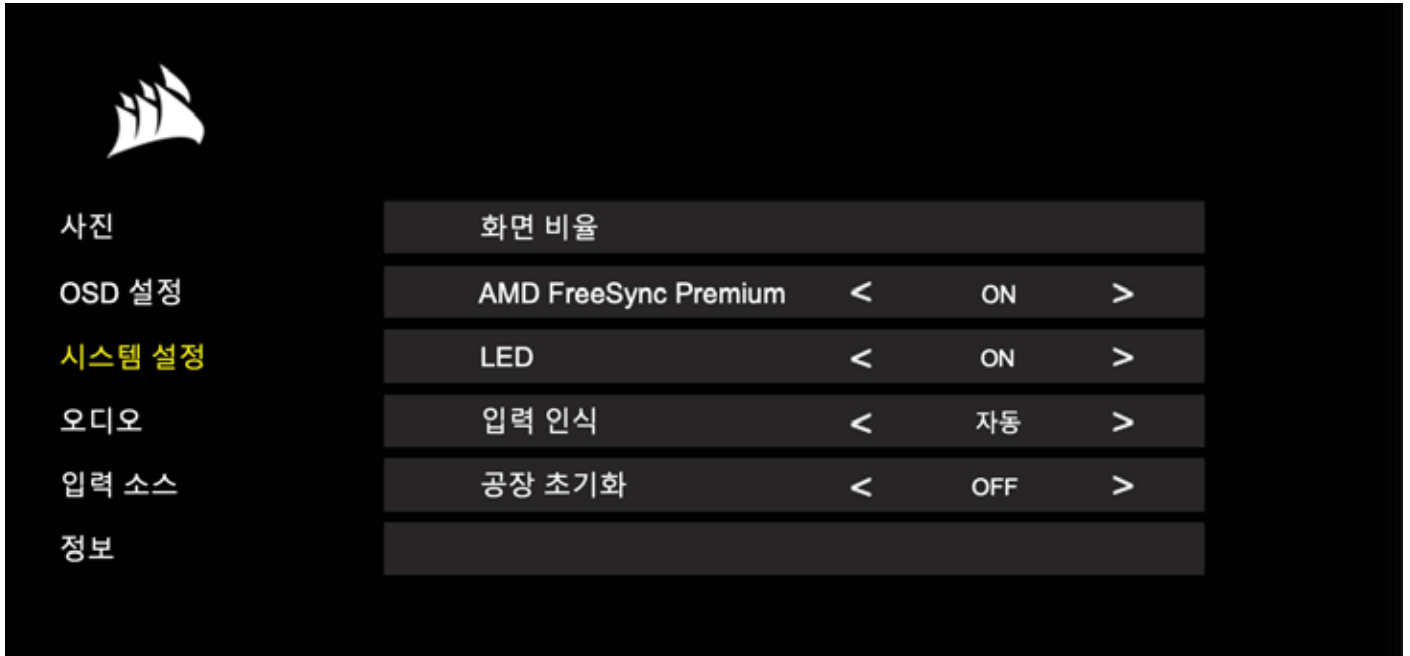 사진 화면 비율
OSD 설정 AMD FreeSync Premium < ON >
시스템 설정 LED < ON >
오디오 입력 인식 < 자동 >
입력 소스 공장 초기화 < OFF >
정보